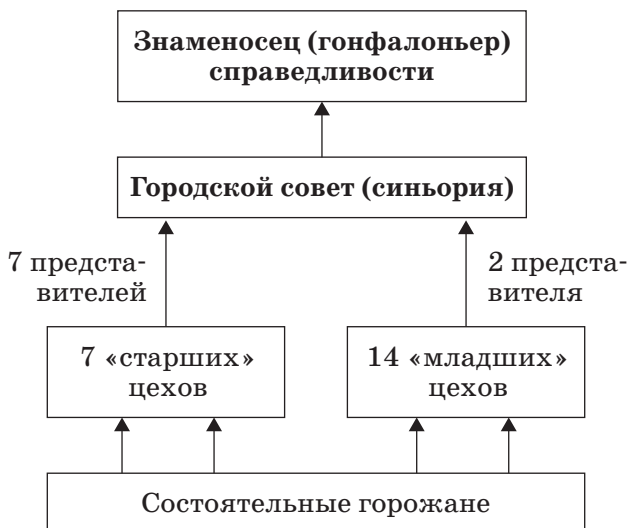 Знаменосец (гонфалоньер)
справедливости
Городской совет (синьория)
7 предста-
вителей
2 предста-
вителя
7 «старших»
цехов
14 «младших»
цехов
Состоятельные горожане